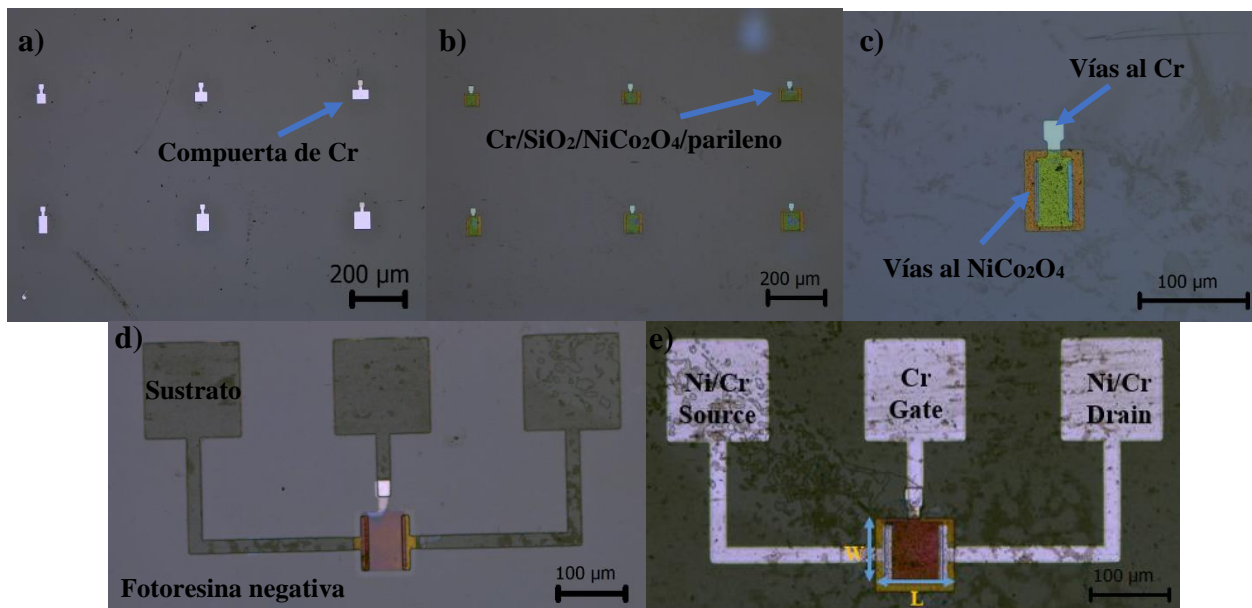 a)
Compuerta de Cr
200 µm
b)
Cr/SiO₂/NiCo₂O₄/parileno
200 µm
c)
Vías al Cr
Vías al NiCo₂O₄
100 µm
d)
Sustrato
Fotoresina negativa
100 µm
e)
Ni/Cr
Source
Cr
Gate
Ni/Cr
Drain
W
L
100 µm